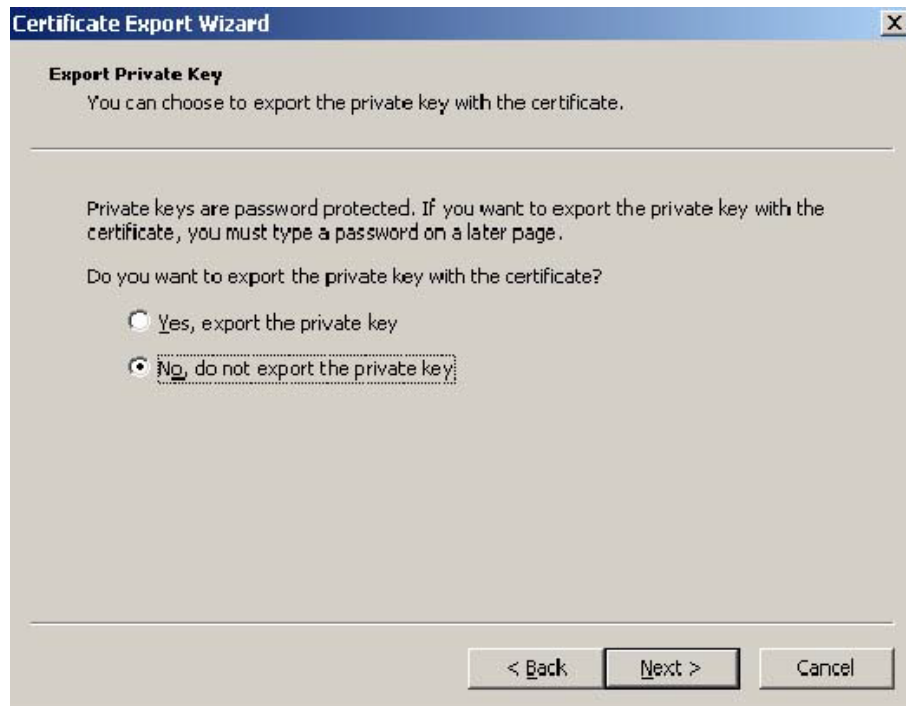 Certificate Export Wizard
Export Private Key
You can choose to export the private key with the certificate.
Private keys are password protected. If you want to export the private key with the
certificate, you must type a password on a later page.
Do you want to export the private key with the certificate?
Yes, export the private key
No, do not export the private key
< Back
Next >
Cancel